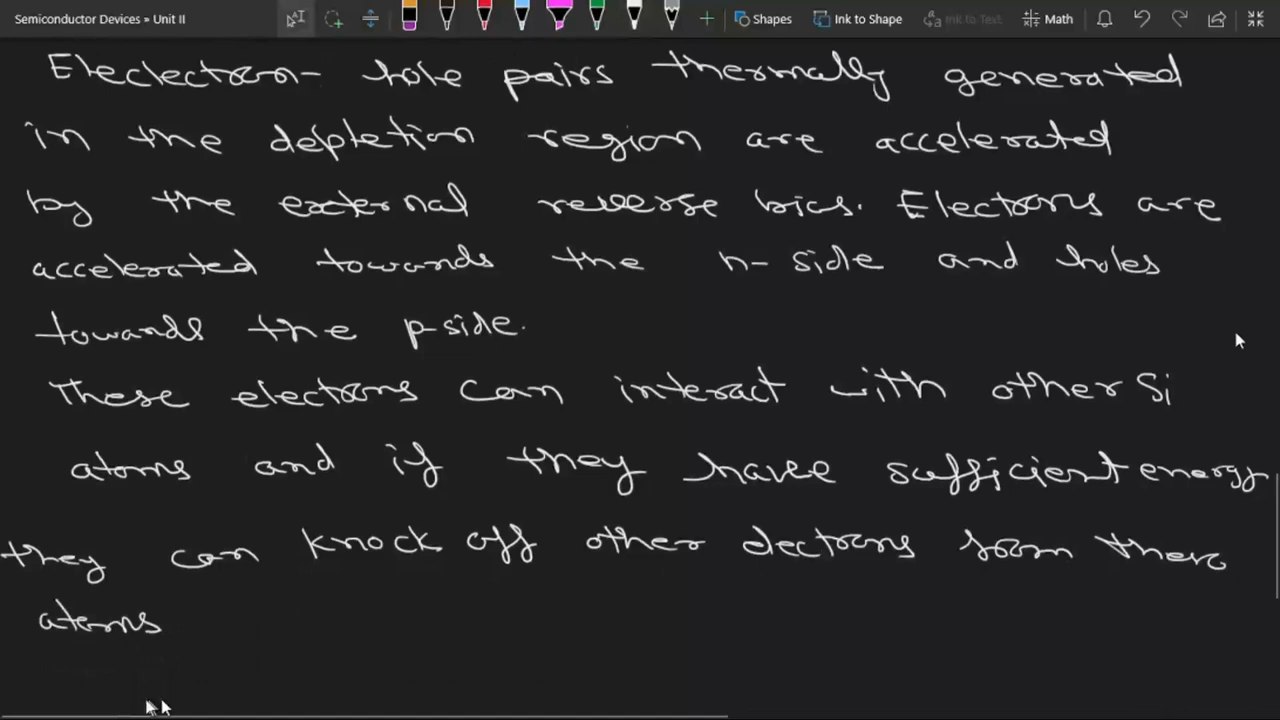 Semiconductor Devices » Unit II
Shapes
Ink to Shape
Ink to Text
Math
Eleclectron- hole pairs thermally generated
in the depletion region are accelerated
by the external reverse bias. Electrons are
accelerated towards the n- side and holes
towards the p-side.
These electrons can interact with other Si
atoms and if they have sufficient energy
they can knock off other electrons from
atoms